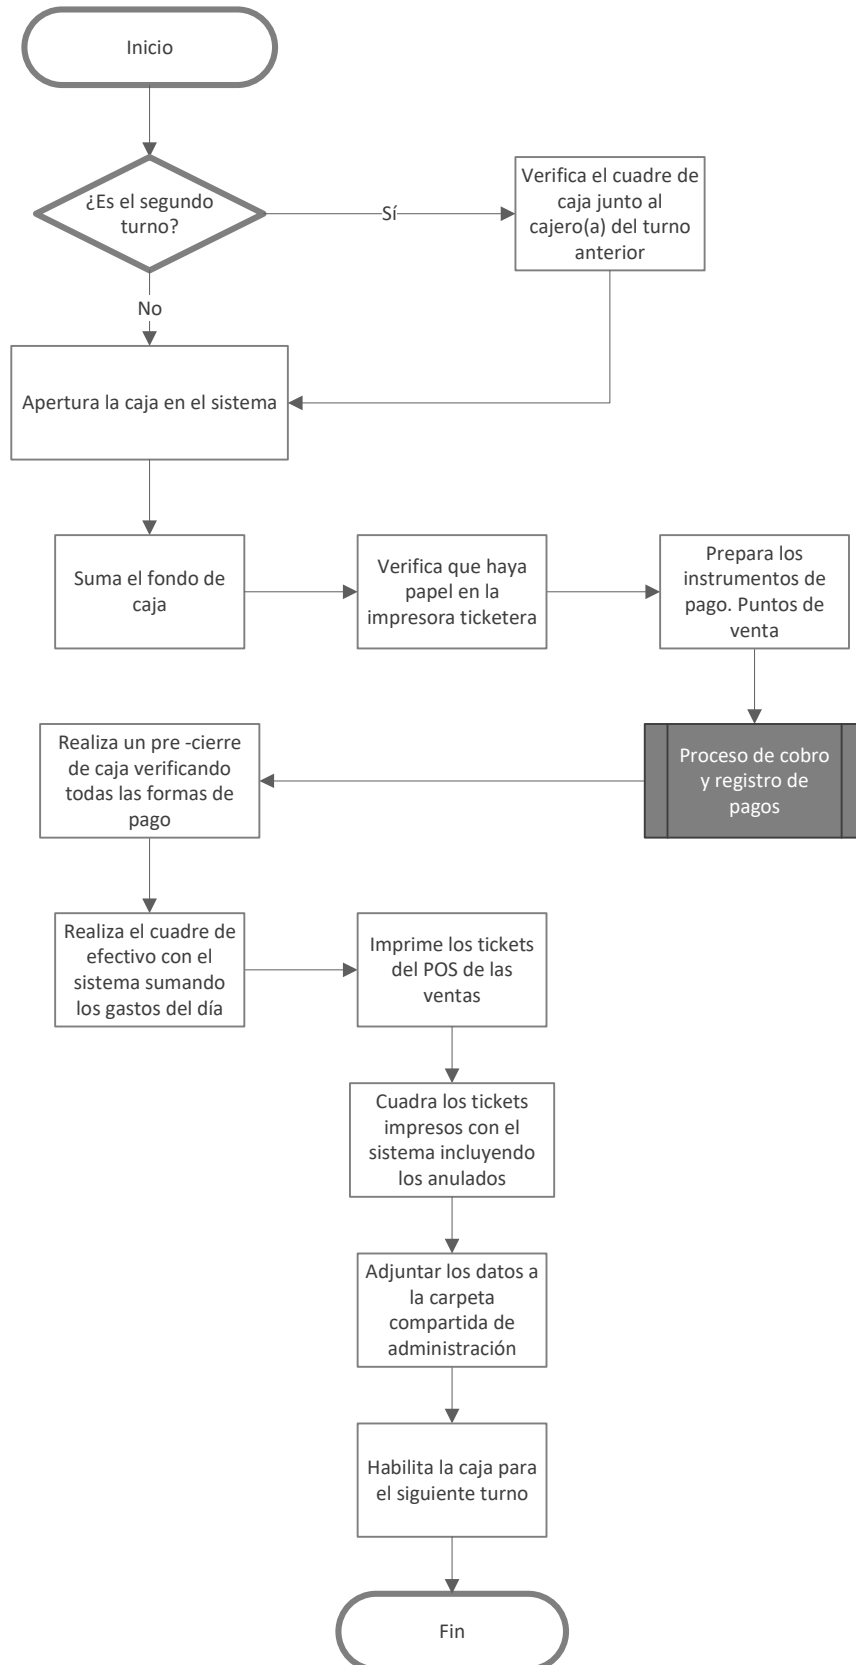 Inicio
¿Es el segundo
turno?
Sí
Verifica el cuadre de
caja junto al
cajero(a) del turno
anterior
No
Apertura la caja en el sistema
Suma el fondo de
caja
Verifica que haya
papel en la
impresora ticketera
Prepara los
instrumentos de
pago. Puntos de
venta
Proceso de cobro
y registro de
pagos
Realiza un pre -cierre
de caja verificando
todas las formas de
pago
Realiza el cuadre de
efectivo con el
sistema sumando
los gastos del día
Imprime los tickets
del POS de las
ventas
Cuadra los tickets
impresos con el
sistema incluyendo
los anulados
Adjuntar los datos a
la carpeta
compartida de
administración
Habilita la caja para
el siguiente turno
Fin